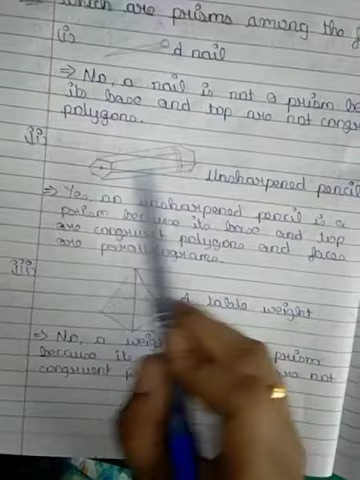 which are prisms among the
(i) A nail
⇒ No, a nail is not a prism
its base and top are not
polygons.
(ii) Unsharpened pencil
⇒ Yes, an unsharpened pencil is a
prism because its base and top
are congruent polygons and faces
are parallelograms.
(iii) A table weight
⇒ No, a prism
because
congruent are not